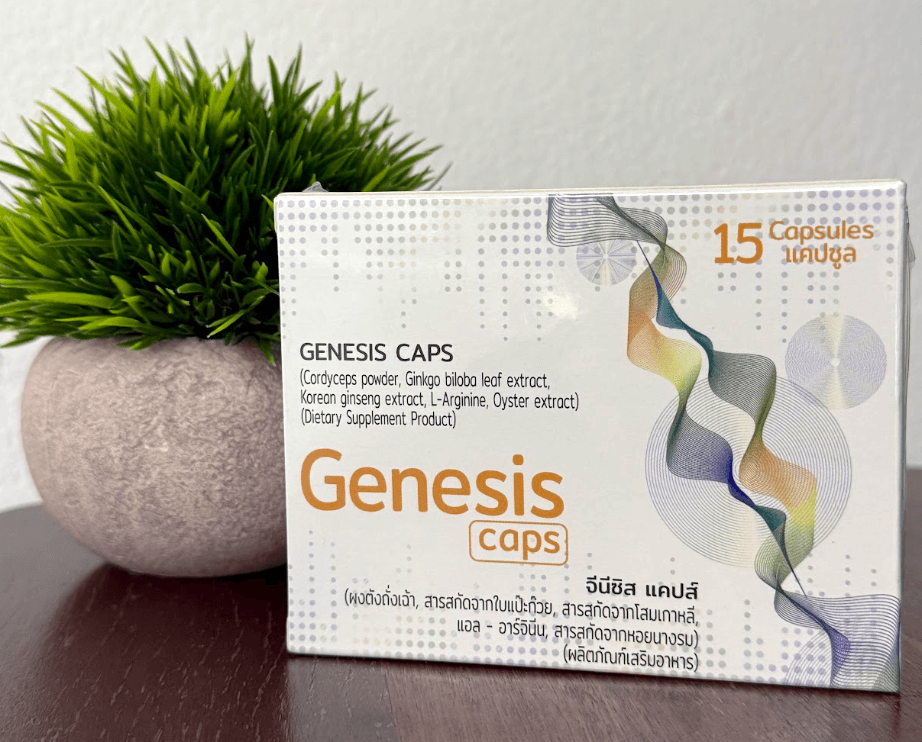 15 Capsules
แคปซูล
GENESIS CAPS
(Cordyceps powder, Ginkgo biloba leaf extract,
Korean ginseng extract, L-Arginine, Oyster extract)
(Dietary Supplement Product)
Genesis
caps
จีนีซิส แคปส์
(ผงตังถั่งเฉ้า, สารสกัดจากใบแป๊ะก๊วย, สารสกัดจากโสมเกาหลี,
แอล - อาร์จินีน, สารสกัดจากหอยนางรม)
(ผลิตภัณฑ์เสริมอาหาร)